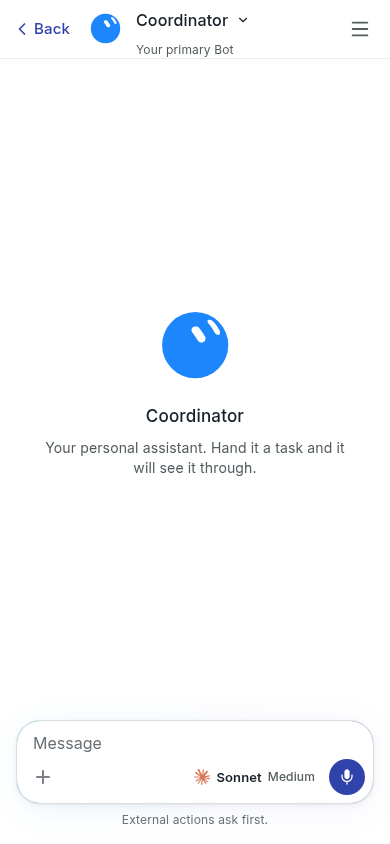 Back
Coordinator
Your primary Bot
Coordinator
Your personal assistant. Hand it a task and it
will see it through.
Message
Sonnet Medium
External actions ask first.